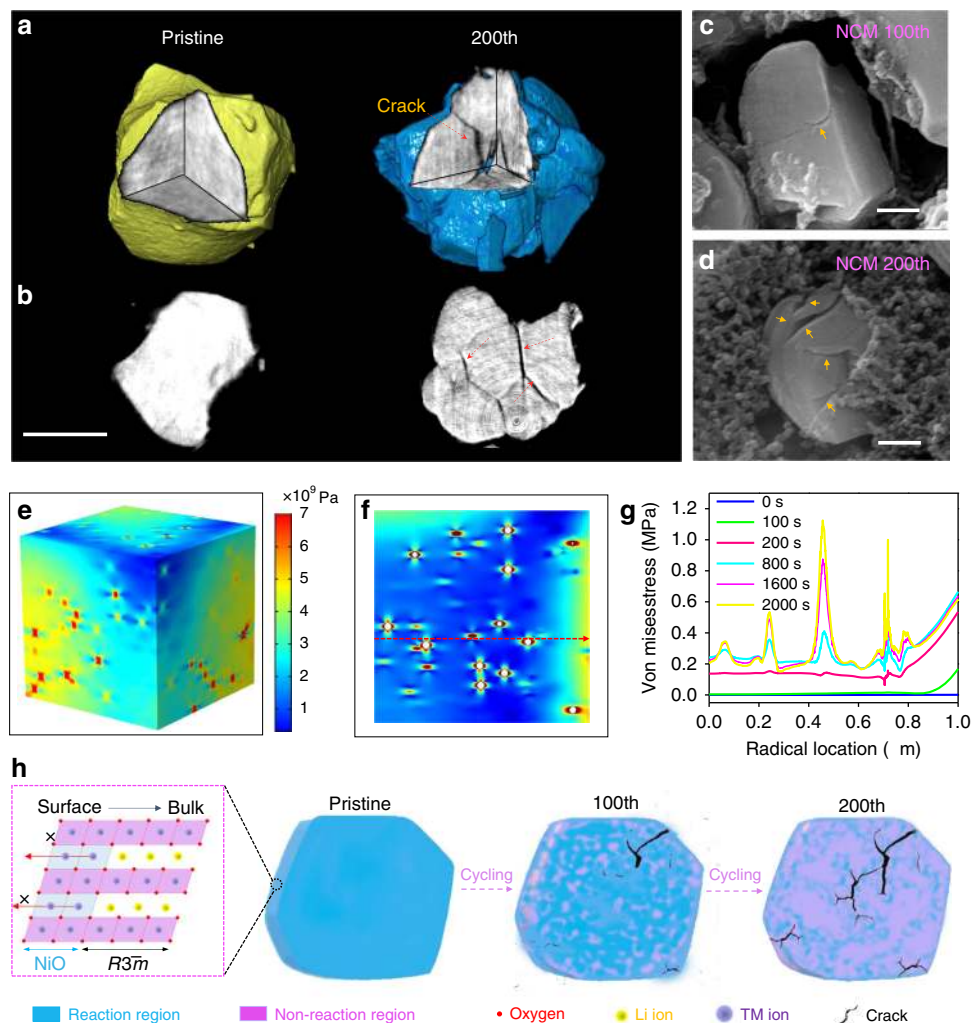 a
Pristine
200th
Crack
b
c
NCM 100th
d
NCM 200th
e
×10⁹ Pa
7
6
5
4
3
2
1
f
g
Von misesstress (MPa)
1.2
1.0
0.8
0.6
0.4
0.2
0.0
0 s
100 s
200 s
800 s
1600 s
2000 s
0.0 0.2 0.4 0.6 0.8 1.0
Radical location ( m)
h
Surface Bulk
×
×
NiO R3̅m
Pristine
Cycling
100th
Cycling
200th
Reaction region Non-reaction region Oxygen Li ion TM ion Crack